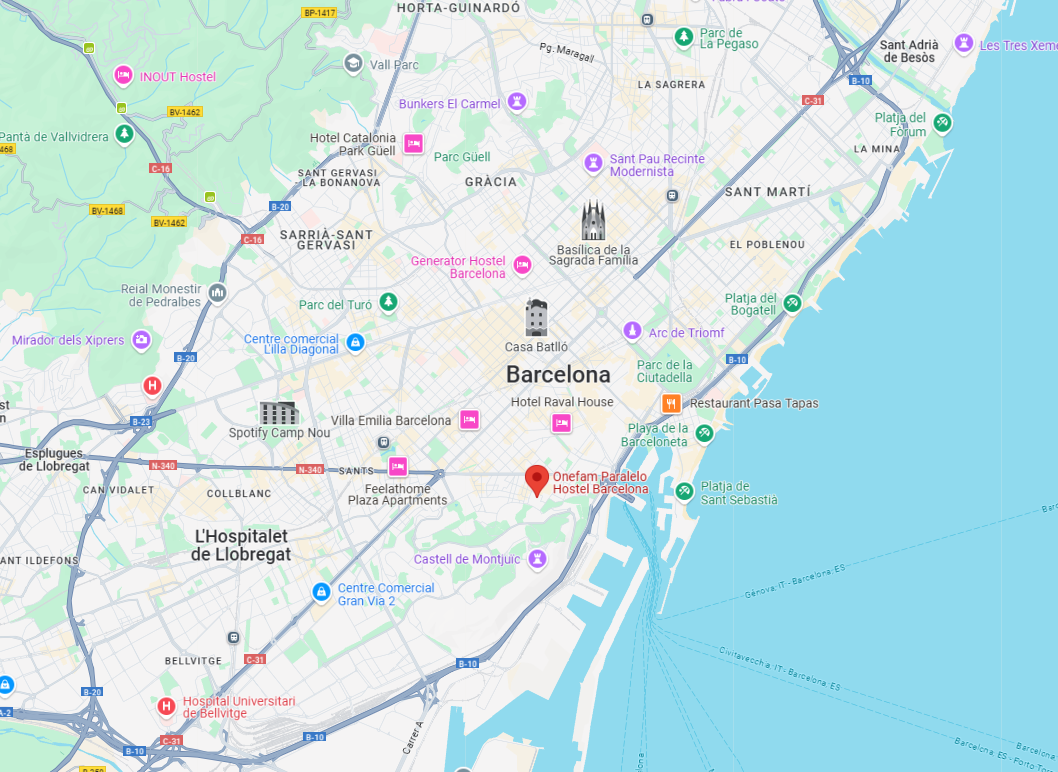 BP-1417
HORTA-GUINARDÓ
Parc de
La Pegaso
Sant Adrià
de Besòs
Les Tres Xeme
Pg. Maragall
Vall Parc
INOUT Hostel
LA SAGRERA
B-10
C-31
Bunkers El Carmel
BV-1462
Platja del
Fòrum
Pantà de Vallvidrera
468
Hotel Catalonia
Park Güell
Parc Güell
LA MINA
Sant Pau Recinte
Modernista
C-16
SANT GERVASI
- LA BONANOVA
GRÀCIA
SANT MARTÍ
BV-1468
BV-1462
B-20
C-16
SARRIÀ-SANT
GERVASI
EL POBLENOU
Basílica de la
Sagrada Família
Generator Hostel
Barcelona
Reial Monestir
de Pedralbes
Parc del Turó
Platja del
Bogatell
Mirador dels Xiprers
Centre comercial
L'illa Diagonal
Arc de Triomf
Casa Batlló
B-20
B-10
Barcelona
Parc de la
Ciutadella
Hotel Raval House
Restaurant Pasa Tapas
st
n
B-23
Spotify Camp Nou
Villa Emilia Barcelona
Playa de la
Barceloneta
Esplugues
de Llobregat
N-340
N-340
SANTS
CAN VIDALET
COLLBLANC
Feelathome
Plaza Apartments
Onefam Paralelo
Hostel Barcelona
Platja de
Sant Sebastià
Barc
L'Hospitalet
de Llobregat
ANT ILDEFONS
Castell de Montjuïc
Gènova, IT - Barcelona, ES
Centre Comercial
Gran Via 2
BELLVITGE
C-31
B-10
Civitavecchia, IT - Barcelona, ES
B-20
A-2
Hospital Universitari
de Bellvitge
C-31
B-10
B-10
Carrer A
Barcelona, ES - Porto To
B-250